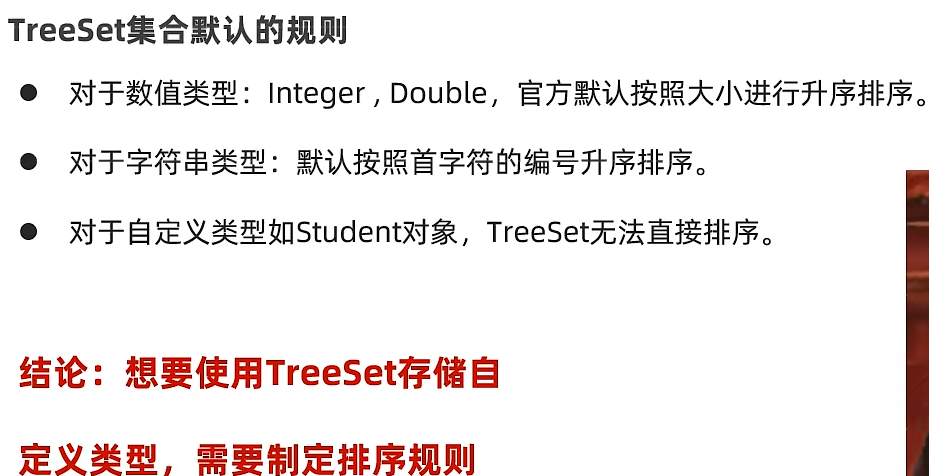 TreeSet集合默认的规则
● 对于数值类型：Integer , Double，官方默认按照大小进行升序排序。
● 对于字符串类型：默认按照首字符的编号升序排序。
● 对于自定义类型如Student对象，TreeSet无法直接排序。
结论：想要使用TreeSet存储自
定义类型，需要制定排序规则